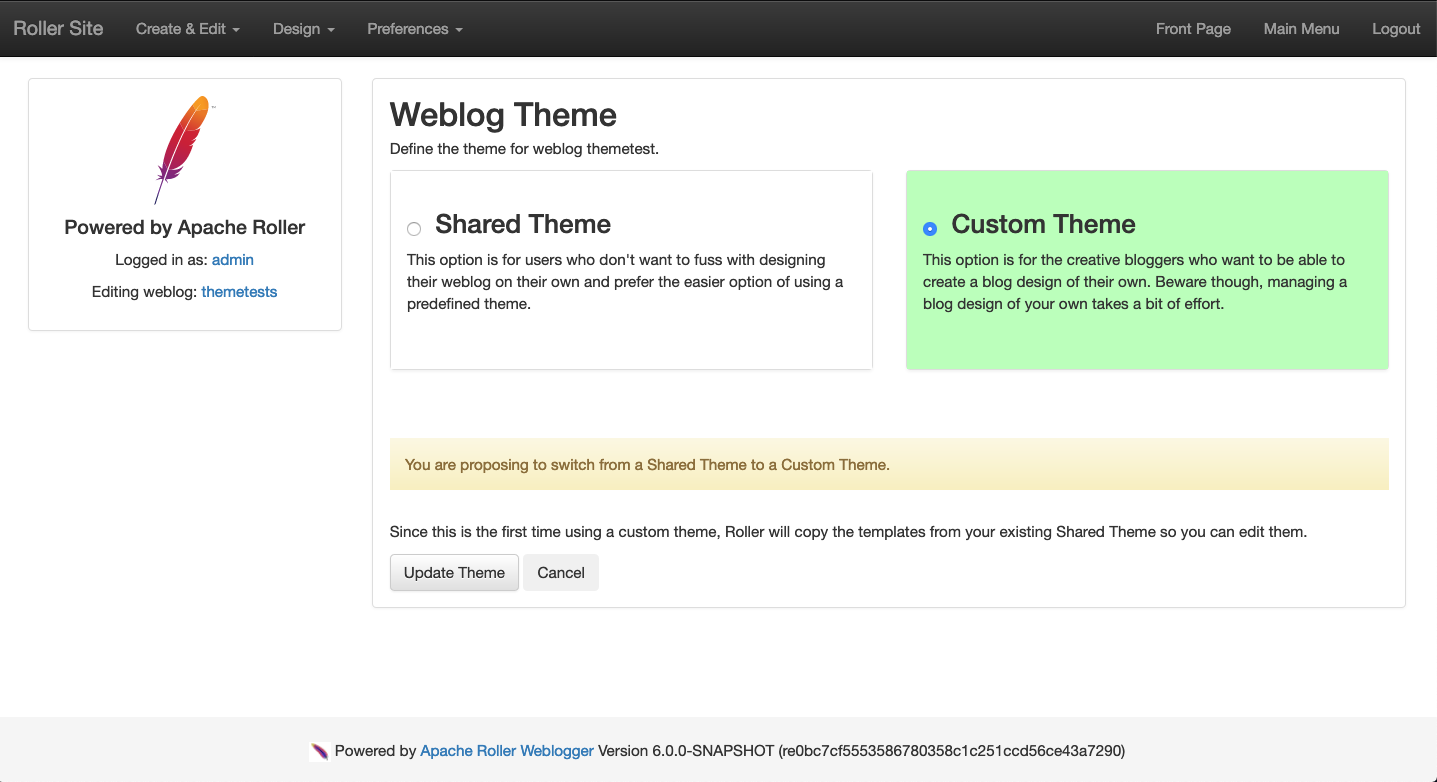 Roller Site Create & Edit Design Preferences Front Page Main Menu Logout
Powered by Apache Roller
Logged in as: admin
Editing weblog: themetests
Weblog Theme
Define the theme for weblog themetest.
Shared Theme
This option is for users who don't want to fuss with designing
their weblog on their own and prefer the easier option of using a
predefined theme.
Custom Theme
This option is for the creative bloggers who want to be able to
create a blog design of their own. Beware though, managing a
blog design of your own takes a bit of effort.
You are proposing to switch from a Shared Theme to a Custom Theme.
Since this is the first time using a custom theme, Roller will copy the templates from your existing Shared Theme so you can edit them.
Update Theme Cancel
Powered by Apache Roller Weblogger Version 6.0.0-SNAPSHOT (re0bc7cf5553586780358c1c251ccd56ce43a7290)